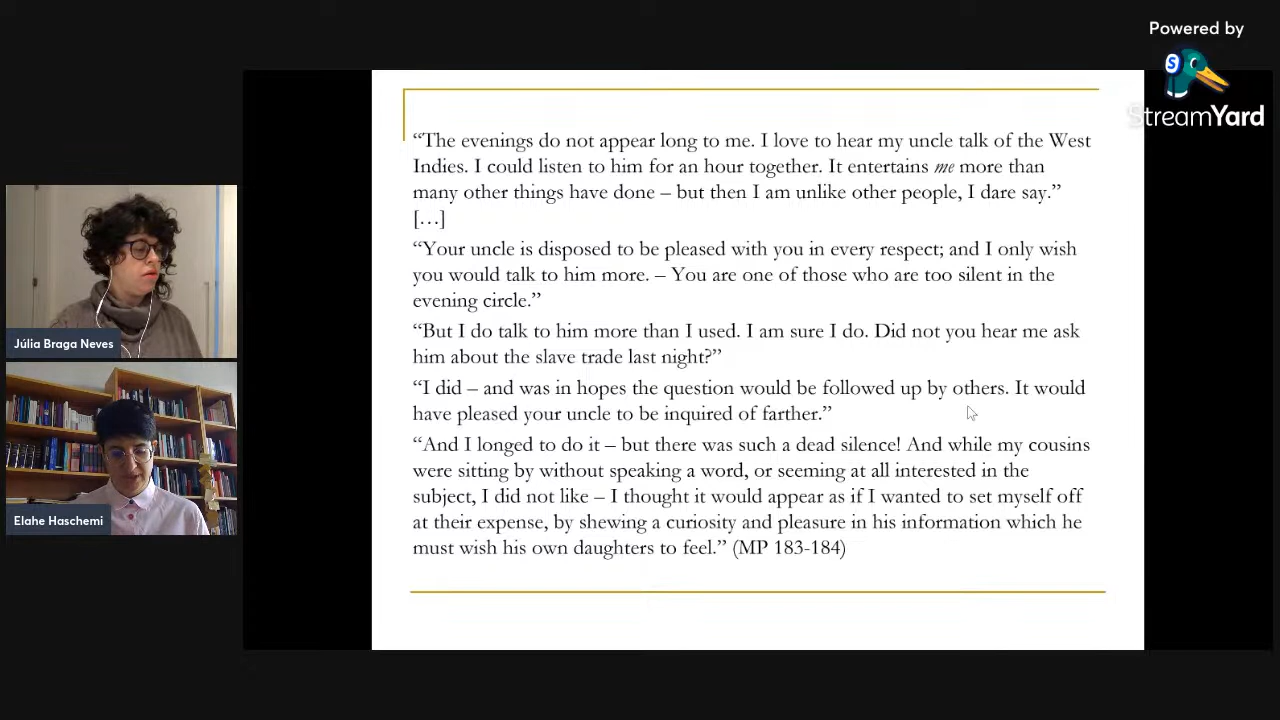 Powered by
StreamYard
“The evenings do not appear long to me. I love to hear my uncle talk of the West
Indies. I could listen to him for an hour together. It entertains me more than
many other things have done – but then I am unlike other people, I dare say.”
[…]
“Your uncle is disposed to be pleased with you in every respect; and I only wish
you would talk to him more. – You are one of those who are too silent in the
evening circle.”
“But I do talk to him more than I used. I am sure I do. Did not you hear me ask
him about the slave trade last night?”
“I did – and was in hopes the question would be followed up by others. It would
have pleased your uncle to be inquired of farther.”
“And I longed to do it – but there was such a dead silence! And while my cousins
were sitting by without speaking a word, or seeming at all interested in the
subject, I did not like – I thought it would appear as if I wanted to set myself off
at their expense, by shewing a curiosity and pleasure in his information which he
must wish his own daughters to feel.” (MP 183-184)
Júlia Braga Neves
Elahe Haschemi